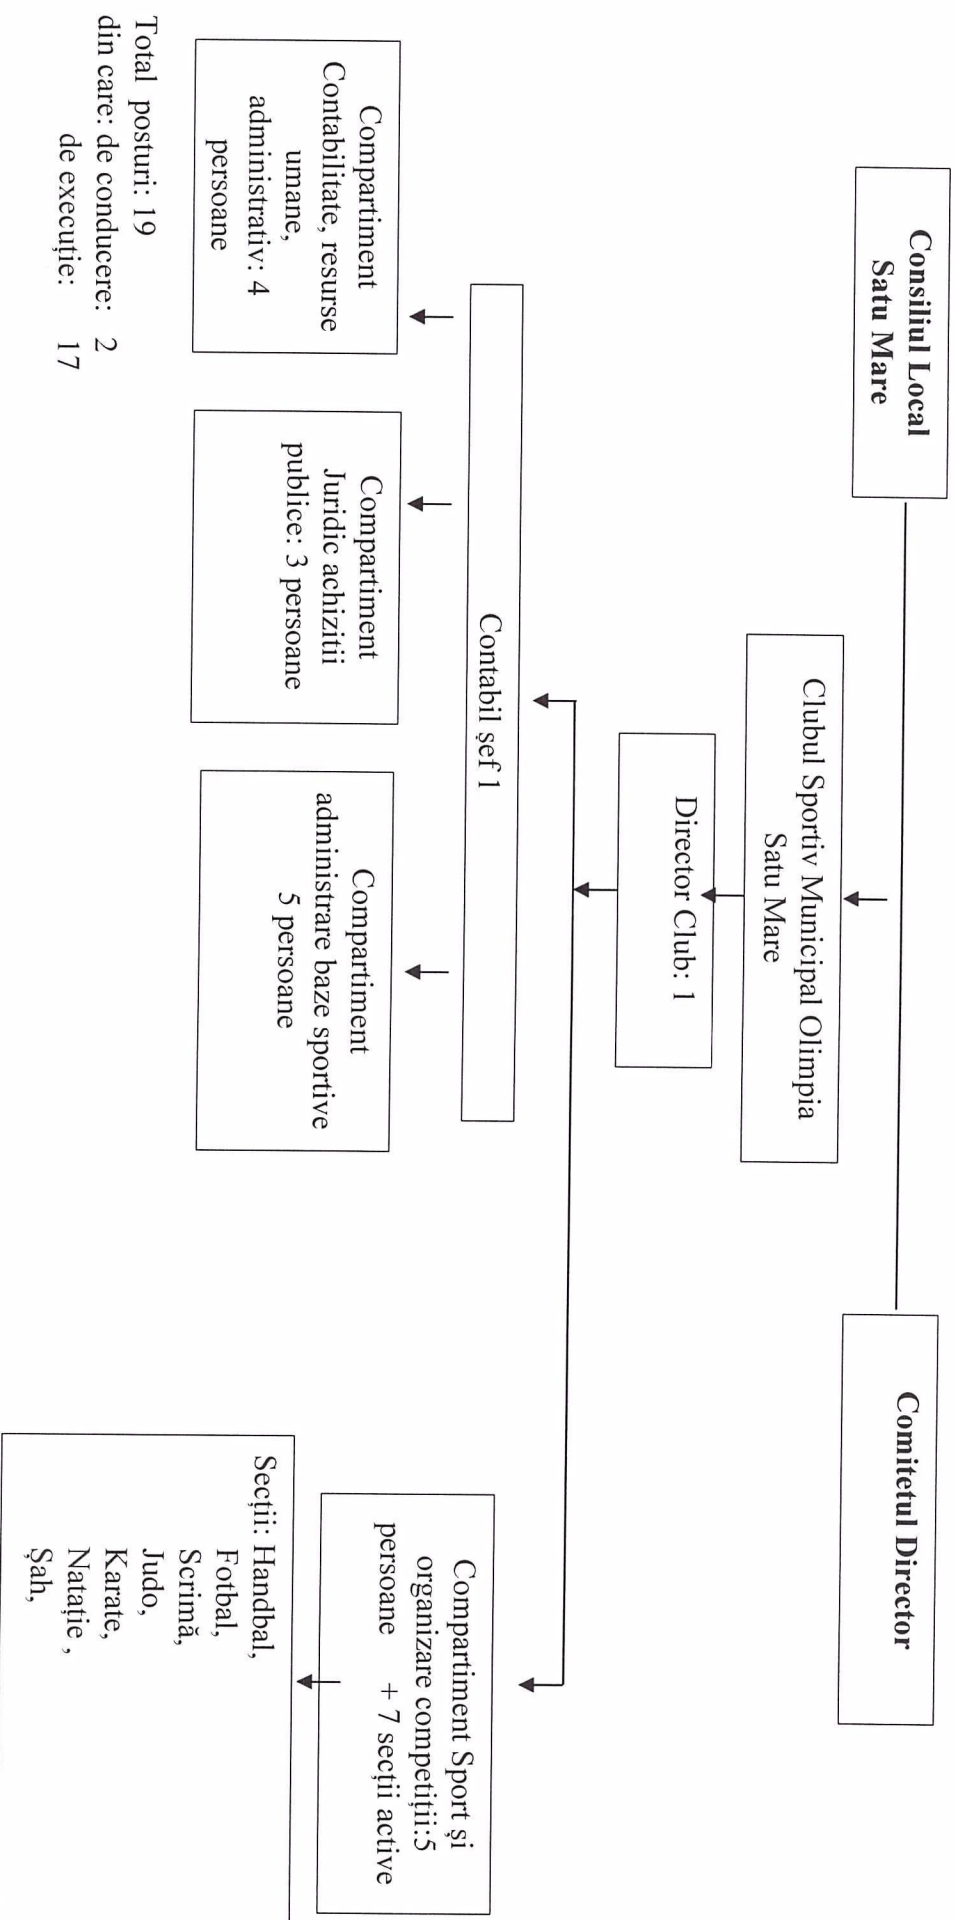 Consiliul Local
Satu Mare
Comitetul Director
Clubul Sportiv Municipal Olimpia
Satu Mare
Director Club: 1
Contabil șef 1
Compartiment
Contabilitate, resurse
umane,
administrativ: 4
persoane
Compartiment
Juridic achizitii
publice: 3 persoane
Compartiment
administrare baze sportive
5 persoane
Compartiment Sport și
organizare competiții:5
persoane + 7 secții active
Secții: Handbal,
Fotbal,
Scrimă,
Judo,
Karate,
Natație ,
Șah,
Total posturi: 19
din care: de conducere: 2
de execuție: 17